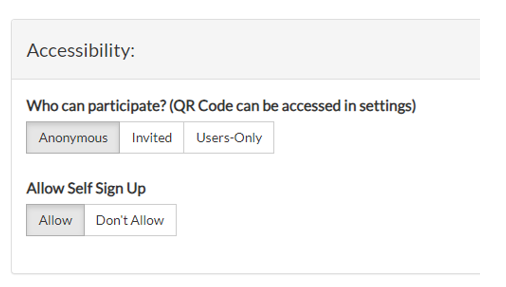 Accessibility:
Who can participate? (QR Code can be accessed in settings)
Anonymous Invited Users-Only
Allow Self Sign Up
Allow Don't Allow